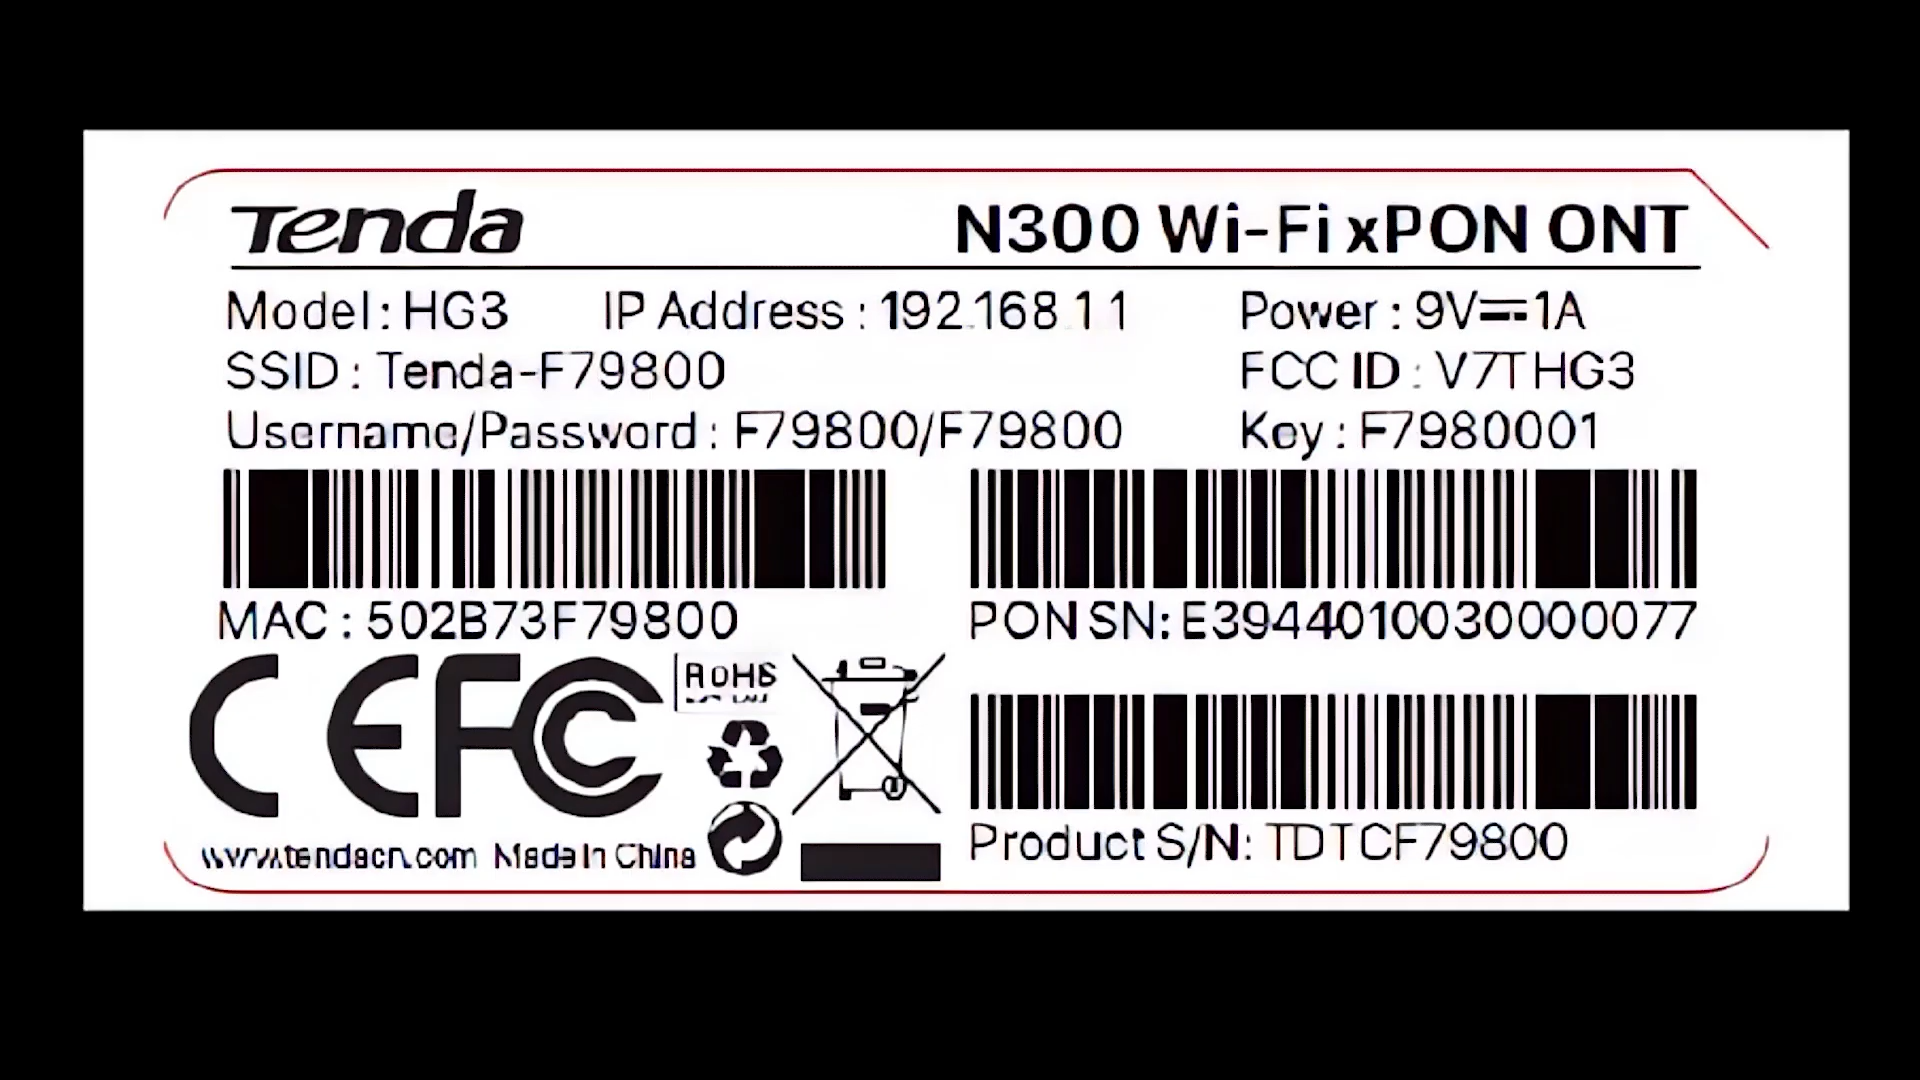 Tenda N300 Wi-Fi xPON ONT
Model : HG3 IP Address : 192.168.1.1 Power : 9V⎓1A
SSID : Tenda-F79800 FCC ID : V7THG3
Username/Password : F79800/F79800 Key : F7980001
MAC : 502B73F79800 PON SN: E3944010030000077
CE FC RoHS
www.tendacn.com Made In China Product S/N: TDTCF79800